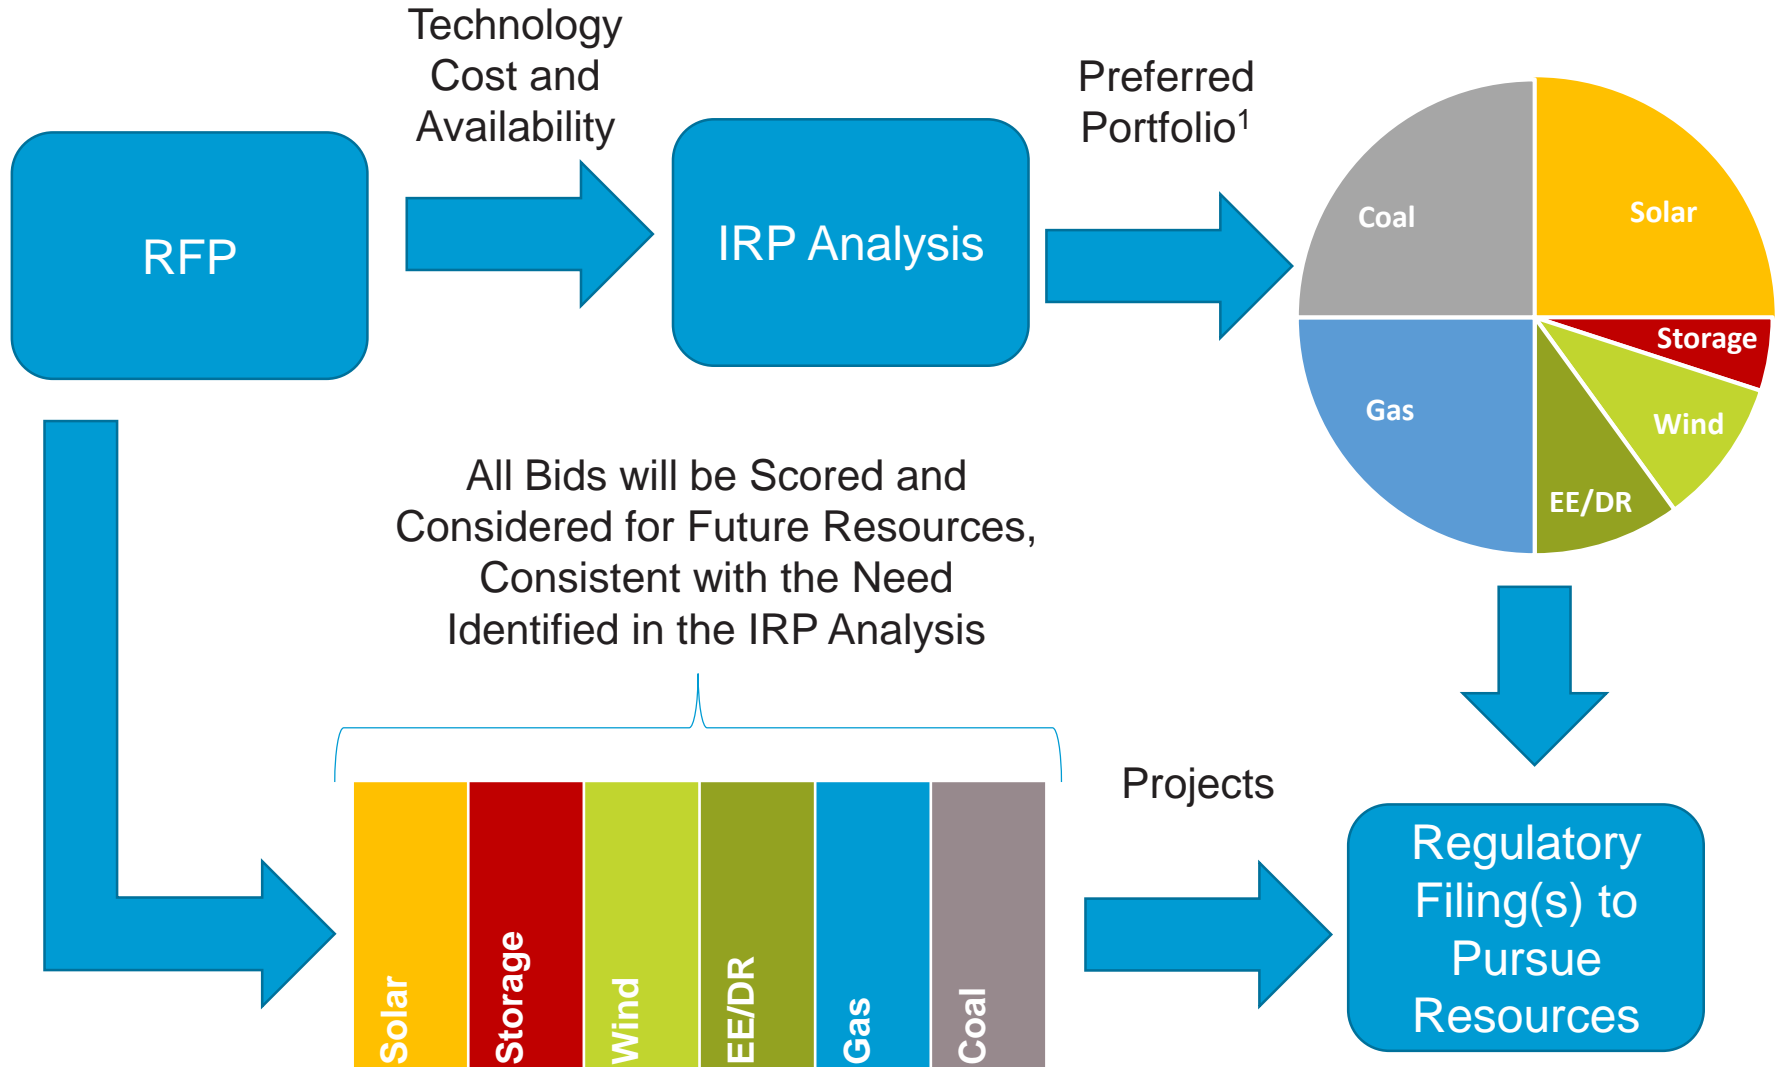 Technology
Cost and
Availability
Preferred
Portfolio¹
RFP
IRP Analysis
Coal
Solar
Storage
Gas
Wind
EE/DR
All Bids will be Scored and
Considered for Future Resources,
Consistent with the Need
Identified in the IRP Analysis
Solar
Storage
Wind
EE/DR
Gas
Coal
Projects
Regulatory
Filing(s) to
Pursue
Resources